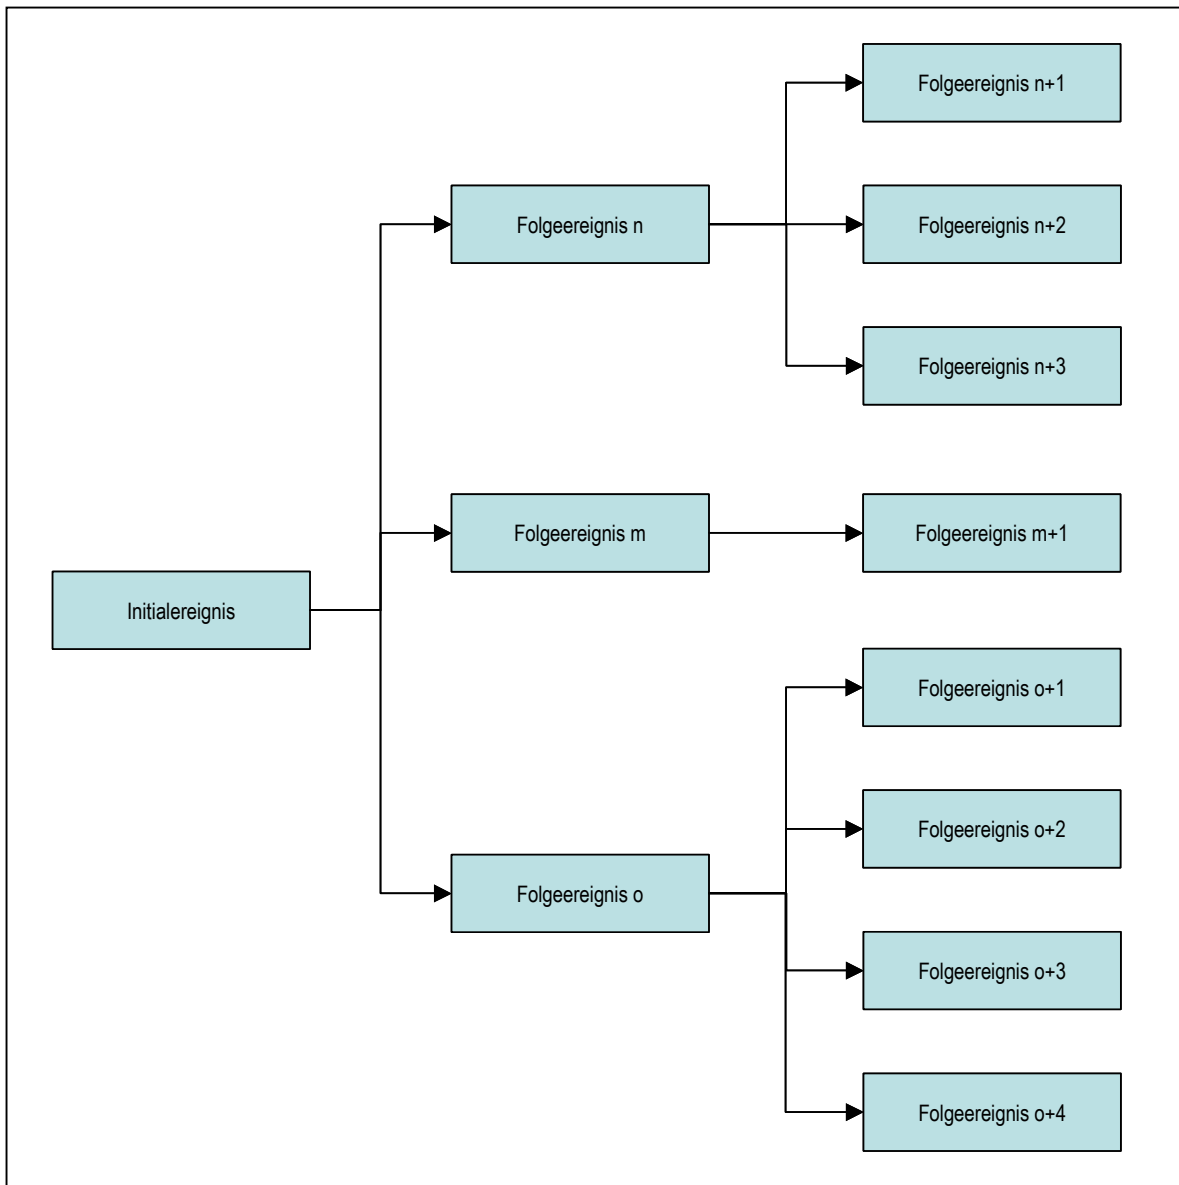 Initialereignis
Folgeereignis n
Folgeereignis n+1
Folgeereignis n+2
Folgeereignis n+3
Folgeereignis m
Folgeereignis m+1
Folgeereignis o
Folgeereignis o+1
Folgeereignis o+2
Folgeereignis o+3
Folgeereignis o+4